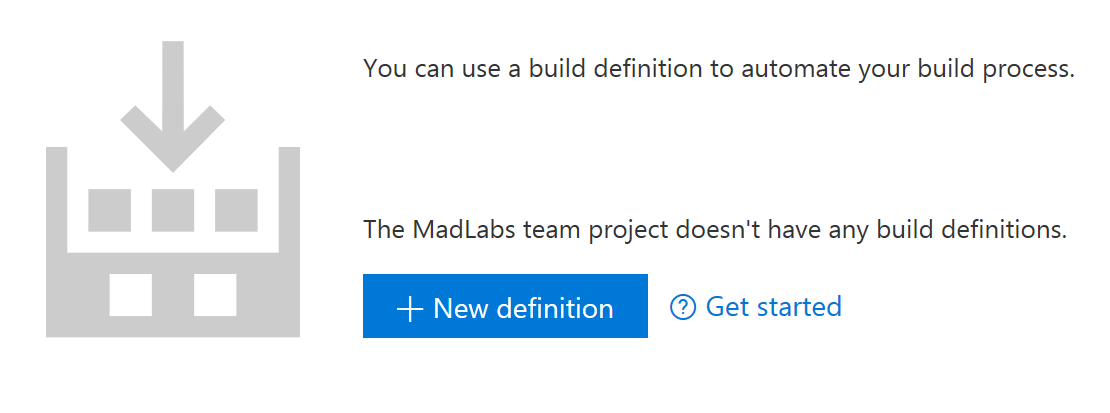 You can use a build definition to automate your build process.
The MadLabs team project doesn't have any build definitions.
New definition
Get started